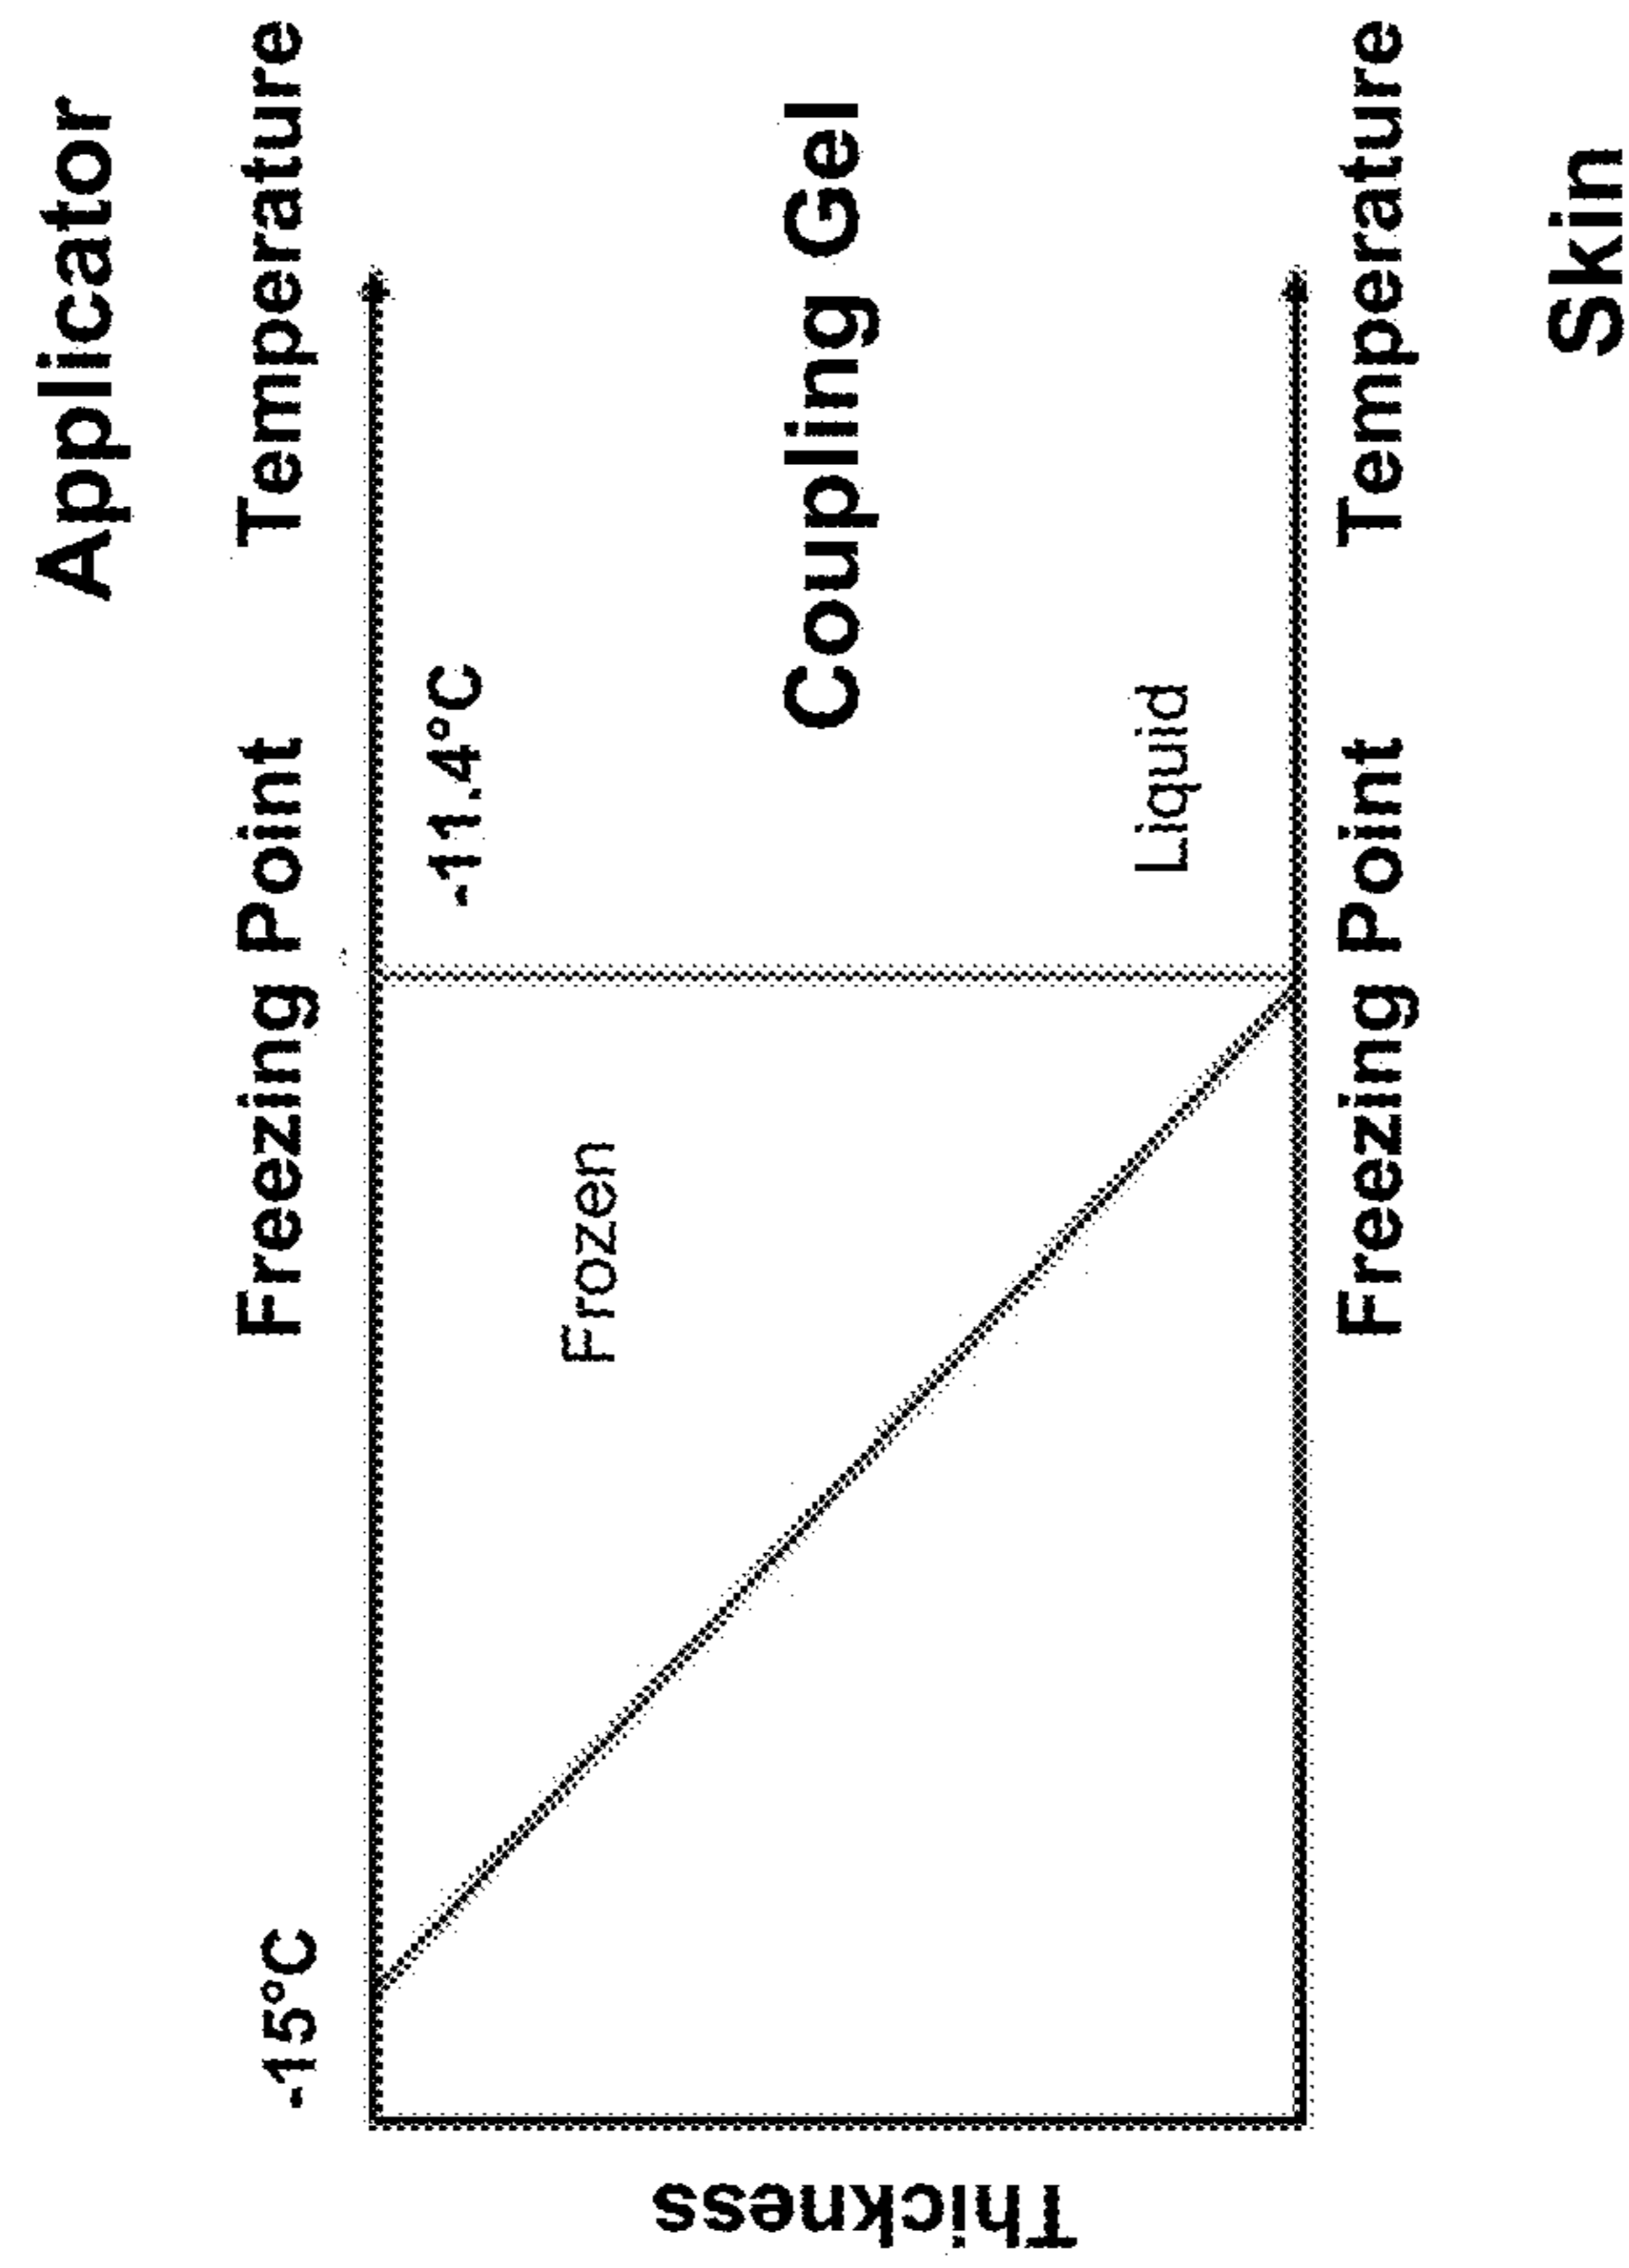 Applicator
-15°C Freezing Point Temperature
-11.4°C
Frozen
Thickness
Coupling Gel
Liquid
Freezing Point Temperature
Skin